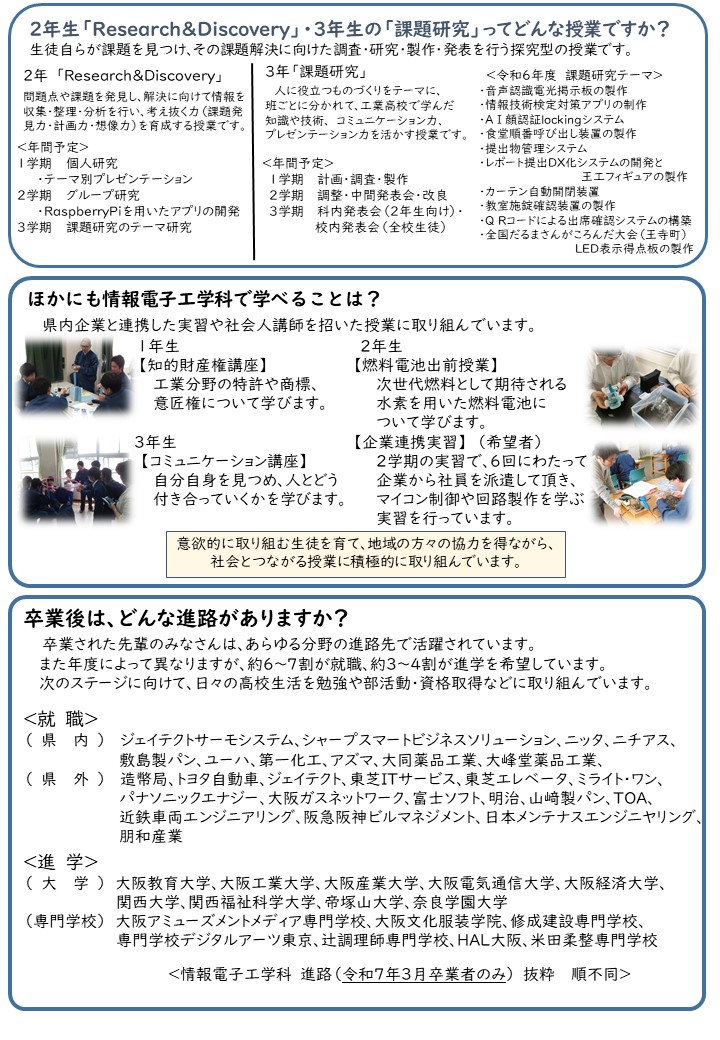 2年生「Research&Discovery」・3年生の「課題研究」ってどんな授業ですか？
生徒自らが課題を見つけ、その課題解決に向けた調査・研究・製作・発表を行う探究型の授業です。
2年 「Research&Discovery」
問題点や課題を発見し、解決に向けて情報を
収集・整理・分析を行い、考え抜く力（課題発
見力・計画力・想像力）を育成する授業です。
<年間予定>
1学期　個人研究
・テーマ別プレゼンテーション
2学期　グループ研究
・RaspberryPiを用いたアプリの開発
3学期　課題研究のテーマ研究
3年「課題研究」
人に役立つものづくりをテーマに、
班ごとに分かれて、工業高校で学んだ
知識や技術、コミュニケーション力、
プレゼンテーション力を活かす授業です。
<年間予定>
1学期　計画・調査・製作
2学期　調整・中間発表会・改良
3学期　科内発表会（2年生向け）・
校内発表会（全校生徒）
<令和6年度　課題研究テーマ>
・音声認識電光掲示板の製作
・情報技術検定対策アプリの制作
・AI顔認証lockingシステム
・食堂順番呼び出し装置の製作
・提出物管理システム
・レポート提出DX化システムの開発と
王エフィギュアの製作
・カーテン自動開閉装置
・教室施錠確認装置の製作
・QRコードによる出席確認システムの構築
・全国だるまさんがころんだ大会（王寺町）
LED表示得点板の製作
ほかにも情報電子工学科で学べることは？
県内企業と連携した実習や社会人講師を招いた授業に取り組んでいます。
1年生
【知的財産権講座】
工業分野の特許や商標、
意匠権について学びます。
2年生
【燃料電池出前授業】
次世代燃料として期待される
水素を用いた燃料電池に
ついて学びます。
3年生
【コミュニケーション講座】
自分自身を見つめ、人とどう
付き合っていくかを学びます。
【企業連携実習】（希望者）
2学期の実習で、6回にわたって
企業から社員を派遣して頂き、
マイコン制御や回路製作を学ぶ
実習を行っています。
意欲的に取り組む生徒を育て、地域の方々の協力を得ながら、
社会とつながる授業に積極的に取り組んでいます。
卒業後は、どんな進路がありますか？
卒業された先輩のみなさんは、あらゆる分野の進路先で活躍されています。
また年度によって異なりますが、約6～7割が就職、約3～4割が進学を希望しています。
次のステージに向けて、日々の高校生活を勉強や部活動・資格取得などに取り組んでいます。
<就 職>
（ 県　内 ）　ジェイテクトサーモシステム、シャープスマートビジネスソリューション、ニッタ、ニチアス、
敷島製パン、ユーハ、第一化工、アズマ、大同薬品工業、大峰堂薬品工業、
（ 県　外 ）　造幣局、トヨタ自動車、ジェイテクト、東芝ITサービス、東芝エレベータ、ミライト・ワン、
パナソニックエナジー、大阪ガスネットワーク、富士ソフト、明治、山﨑製パン、TOA、
近鉄車両エンジニアリング、阪急阪神ビルマネジメント、日本メンテナスエンジニヤリング、
朋和産業
<進 学>
（ 大　学 ）　大阪教育大学、大阪工業大学、大阪産業大学、大阪電気通信大学、大阪経済大学、
関西大学、関西福祉科学大学、帝塚山大学、奈良学園大学
（専門学校）　大阪アミューズメントメディア専門学校、大阪文化服装学院、修成建設専門学校、
専門学校デジタルアーツ東京、辻調理師専門学校、HAL大阪、米田柔整専門学校
<情報電子工学科 進路（令和7年3月卒業者のみ）抜粋　順不同>